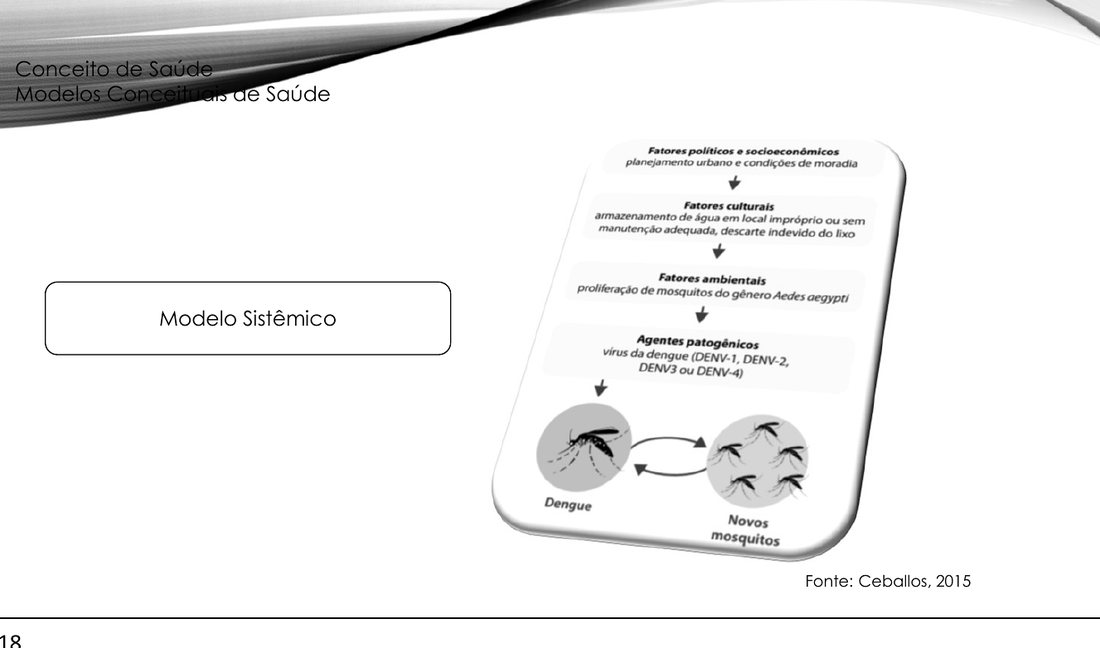 Conceito de Saúde
Modelos Conceituais de Saúde
Modelo Sistêmico
Fatores políticos e socioeconômicos
planejamento urbano e condições de moradia
Fatores culturais
armazenamento de água em local impróprio ou sem
manutenção adequada, descarte indevido do lixo
Fatores ambientais
proliferação de mosquitos do gênero Aedes aegypti
Agentes patogênicos
vírus da dengue (DENV-1, DENV-2,
DENV3 ou DENV-4)
Dengue
Novos
mosquitos
Fonte: Ceballos, 2015
18